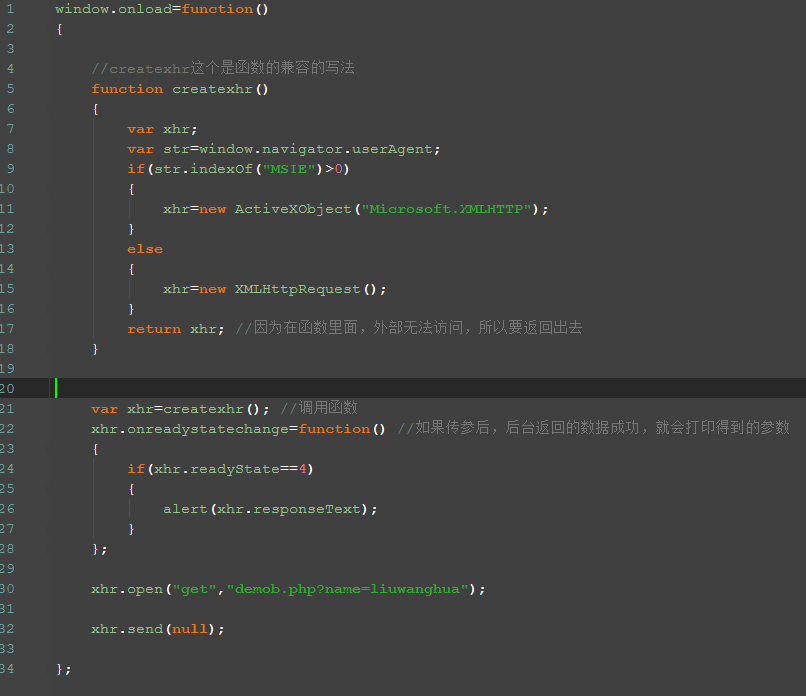 1 window.onload=function()
2 {
3
4 //createxhr这个是函数的兼容的写法
5 function createxhr()
6 {
7 var xhr;
8 var str=window.navigator.userAgent;
9 if(str.indexOf("MSIE")>0)
10 {
11 xhr=new ActiveXObject("Microsoft.XMLHTTP");
12 }
13 else
14 {
15 xhr=new XMLHttpRequest();
16 }
17 return xhr; //因为在函数里面，外部无法访问，所以要返回出去
18 }
19
20
21 var xhr=createxhr(); //调用函数
22 xhr.onreadystatechange=function() //如果传参后，后台返回的数据成功，就会打印得到的参数
23 {
24 if(xhr.readyState==4)
25 {
26 alert(xhr.responseText);
27 }
28 };
29
30 xhr.open("get","demob.php?name=liuwanghua");
31
32 xhr.send(null);
33
34 };